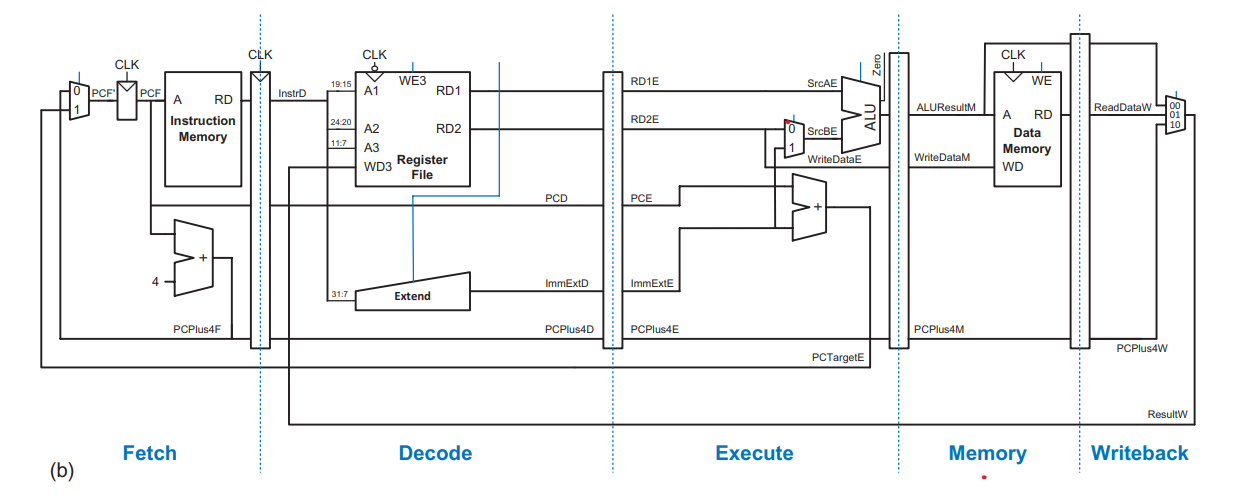 CLK
CLK
CLK
CLK
Zero
0
1
PCF'
PCF
A
RD
Instruction
Memory
InstrD
19:15
A1
WE3
RD1
24:20
A2
RD2
11:7
A3
WD3
Register
File
RD1E
RD2E
SrcAE
0
1
SrcBE
ALU
WriteDataE
ALUResultM
WriteDataM
WE
A
RD
Data
Memory
WD
ReadDataW
00
01
10
PCD
PCE
+
+
4
31:7
Extend
ImmExtD
ImmExtE
PCPlus4F
PCPlus4D
PCPlus4E
PCPlus4M
PCPlus4W
PCTargetE
ResultW
Fetch
Decode
Execute
Memory
Writeback
(b)